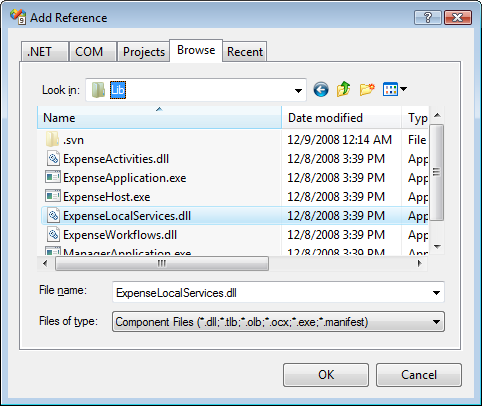 Add Reference
.NET COM Projects Browse Recent
Look in: Lib
Name Date modified Typ
.svn 12/9/2008 12:14 AM File
ExpenseActivities.dll 12/8/2008 3:39 PM App
ExpenseApplication.exe 12/8/2008 3:39 PM App
ExpenseHost.exe 12/8/2008 3:39 PM App
ExpenseLocalServices.dll 12/8/2008 3:39 PM App
ExpenseWorkflows.dll 12/8/2008 3:39 PM App
ManagerApplication.exe 12/8/2008 3:39 PM App
File name: ExpenseLocalServices.dll
Files of type: Component Files (*.dll;*.tlb;*.olb;*.ocx;*.exe;*.manifest)
OK Cancel